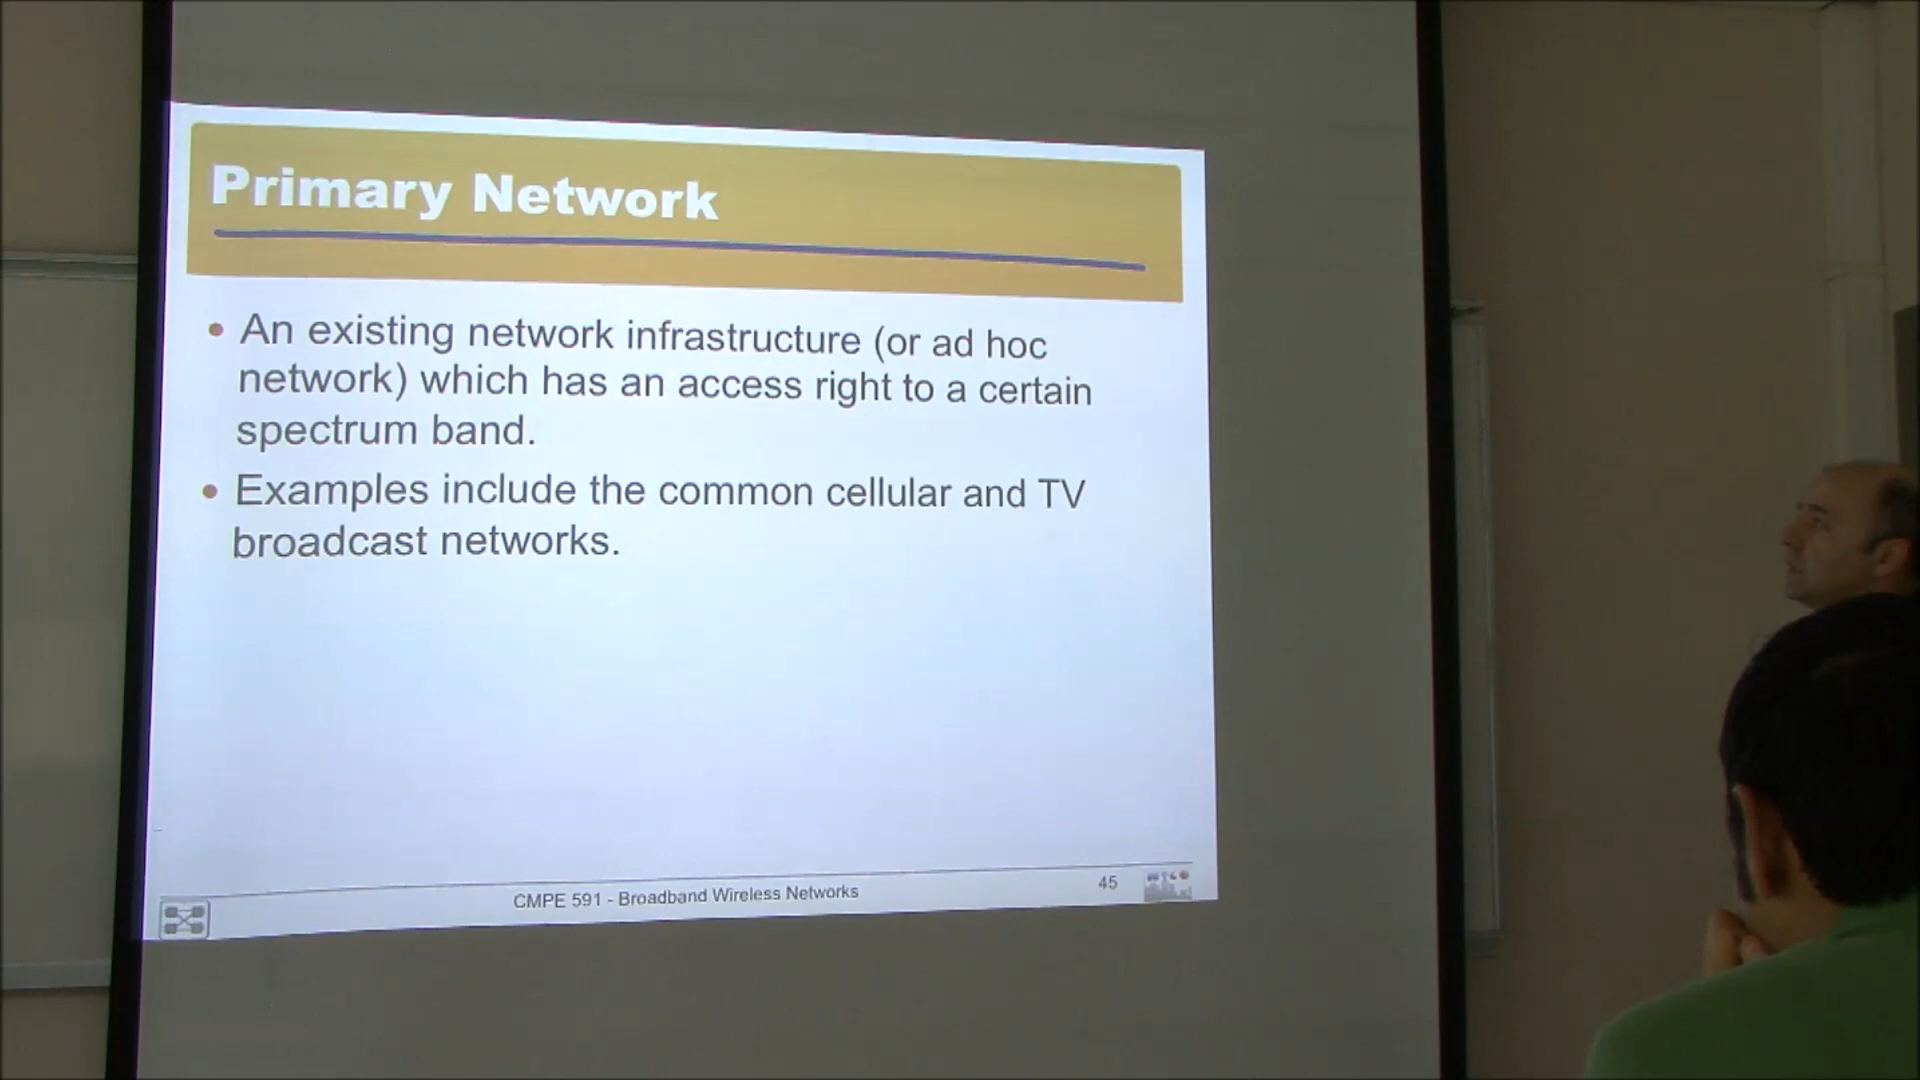 Primary Network
• An existing network infrastructure (or ad hoc
network) which has an access right to a certain
spectrum band.
• Examples include the common cellular and TV
broadcast networks.
CMPE 591 - Broadband Wireless Networks
45